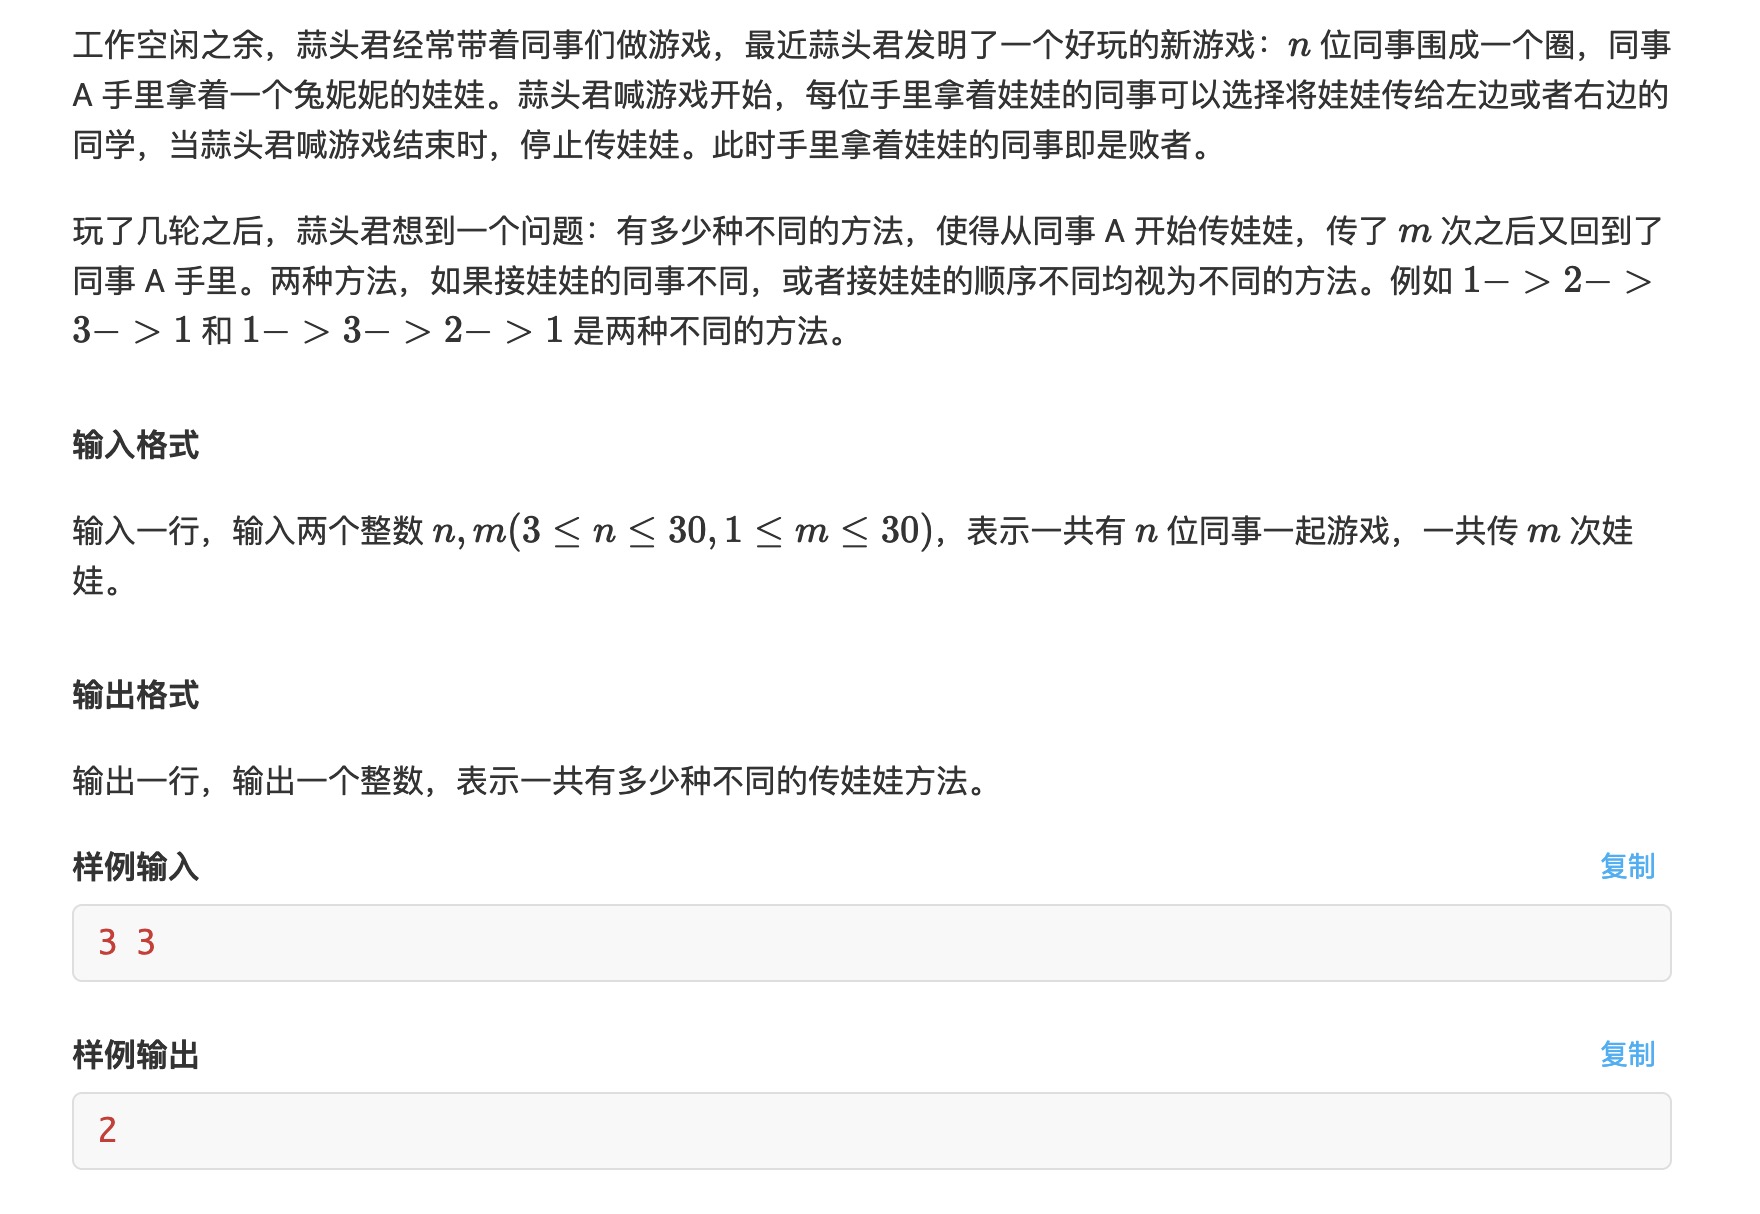 工作空闲之余，蒜头君经常带着同事们做游戏，最近蒜头君发明了一个好玩的新游戏：n 位同事围成一个圈，同事
A 手里拿着一个兔妮妮的娃娃。蒜头君喊游戏开始，每位手里拿着娃娃的同事可以选择将娃娃传给左边或者右边的
同学，当蒜头君喊游戏结束时，停止传娃娃。此时手里拿着娃娃的同事即是败者。
玩了几轮之后，蒜头君想到一个问题：有多少种不同的方法，使得从同事 A 开始传娃娃，传了 m 次之后又回到了
同事 A 手里。两种方法，如果接娃娃的同事不同，或者接娃娃的顺序不同均视为不同的方法。例如 1− > 2− >
3− > 1 和 1− > 3− > 2− > 1 是两种不同的方法。
输入格式
输入一行，输入两个整数 n, m(3 ≤ n ≤ 30, 1 ≤ m ≤ 30)，表示一共有 n 位同事一起游戏，一共传 m 次娃
娃。
输出格式
输出一行，输出一个整数，表示一共有多少种不同的传娃娃方法。
样例输入 复制
3 3
样例输出 复制
2